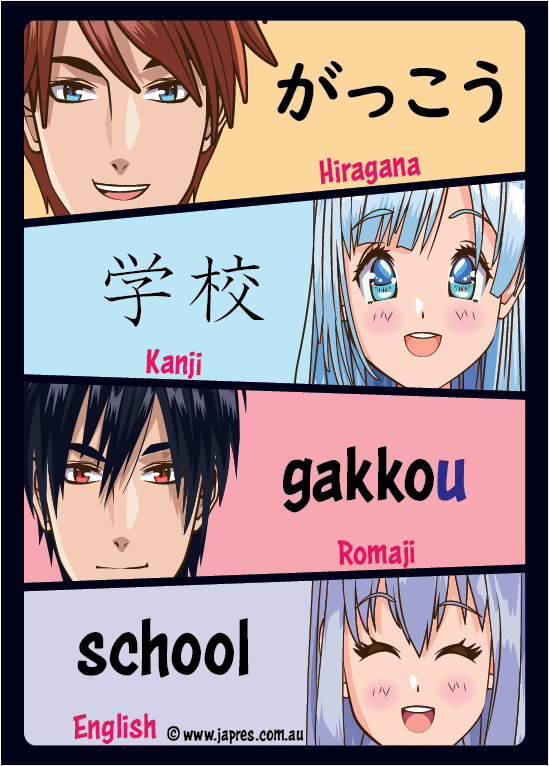 がっこう
Hiragana
学校
Kanji
gakkou
Romaji
school
English © www.japres.com.au